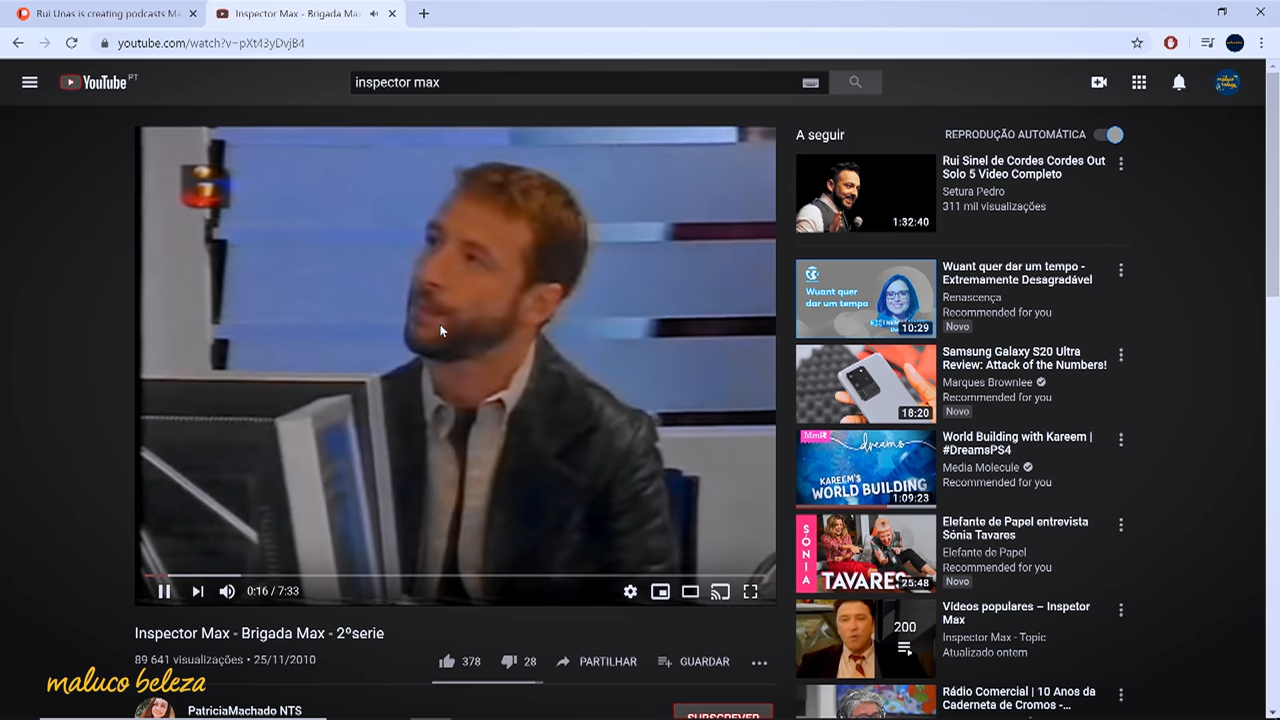 Rui Unas is creating podcasts Ma
Inspector Max - Brigada Max
youtube.com/watch?v=pXt43yDvjB4
YouTube PT
inspector max
A seguir
REPRODUÇÃO AUTOMÁTICA
Rui Sinel de Cordes Cordes Out
Solo 5 Video Completo
Setura Pedro
311 mil visualizações
1:32:40
Wuant quer
dar um tempo
10:29
Wuant quer dar um tempo -
Extremamente Desagradável
Renascença
Recommended for you
Novo
18:20
Samsung Galaxy S20 Ultra
Review: Attack of the Numbers!
Marques Brownlee
Recommended for you
Novo
dreams
KAREEM'S
WORLD BUILDING
1:09:23
World Building with Kareem |
#DreamsPS4
Media Molecule
Recommended for you
SÓNIA
TAVARES
25:48
Elefante de Papel entrevista
Sónia Tavares
Elefante de Papel
Recommended for you
Novo
200
Vídeos populares – Inspetor
Max
Inspector Max - Topic
Atualizado ontem
Rádio Comercial | 10 Anos da
Caderneta de Cromos -...
0:16 / 7:33
Inspector Max - Brigada Max - 2ºserie
89 641 visualizações • 25/11/2010
378
28
PARTILHAR
GUARDAR
maluco beleza
PatriciaMachado NTS
SUBSCREVER